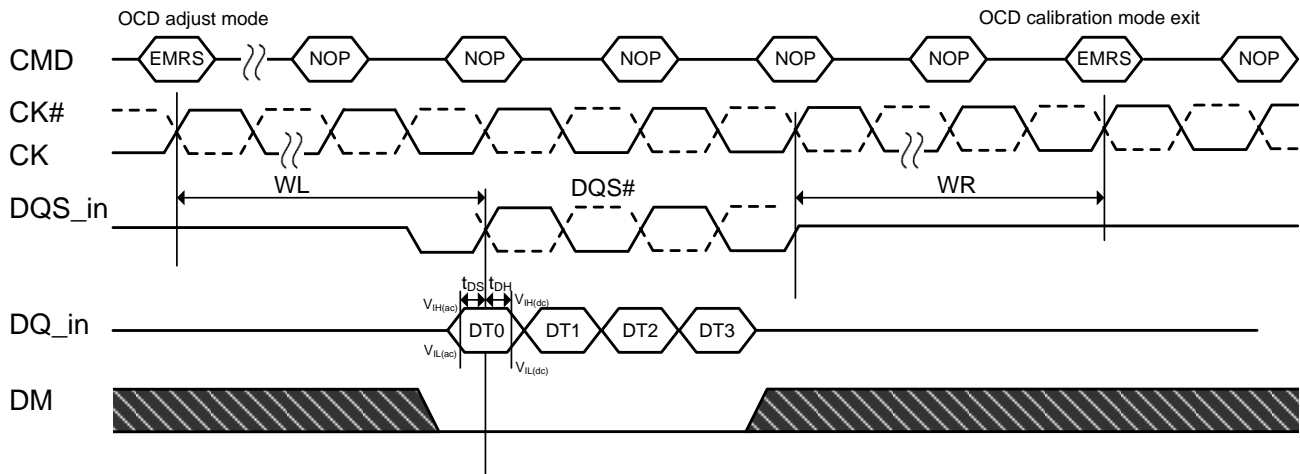 OCD adjust mode
OCD calibration mode exit
CMD
EMRS NOP NOP NOP NOP NOP EMRS NOP
CK#
CK
WL
DQS#
WR
DQS_in
tDS tDH
VIH(ac) VIH(dc)
DQ_in
DT0 DT1 DT2 DT3
VIL(ac)
VIL(dc)
DM